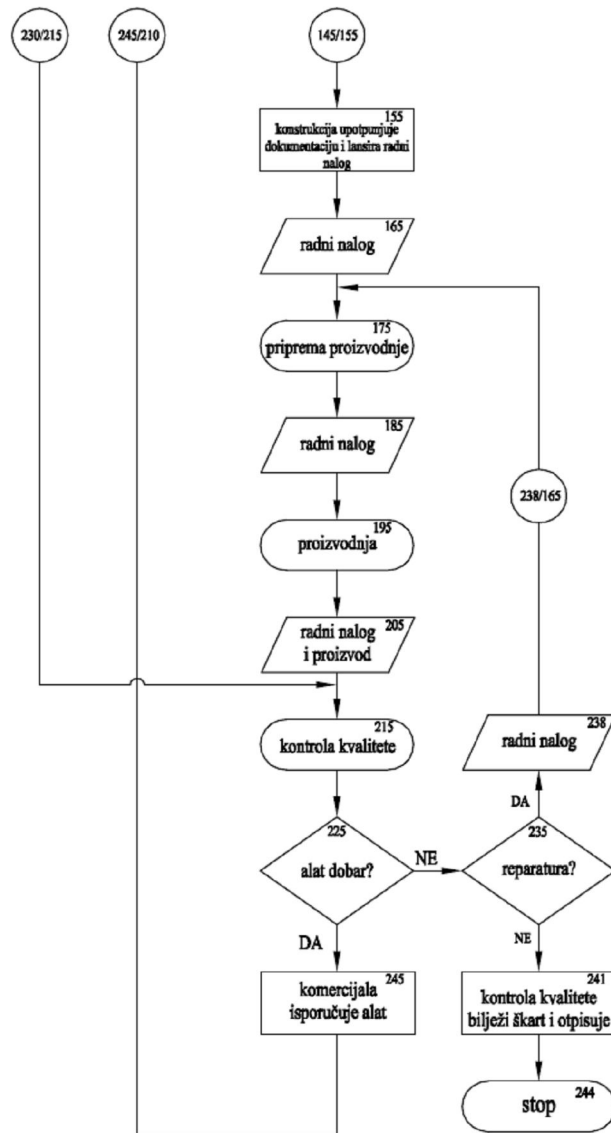 230/215
245/210
145/155
155
konstrukcija upotpunjuje
dokumentaciju i lansira radni
nalog
165
radni nalog
175
priprema proizvodnje
185
radni nalog
238/165
195
proizvodnja
205
radni nalog
i proizvod
215
kontrola kvalitete
238
radni nalog
DA
225
alat dobar?
NE
235
reparatura?
DA
NE
245
komercijala
isporučuje alat
241
kontrola kvalitete
bilježi škart i otpisuje
244
stop